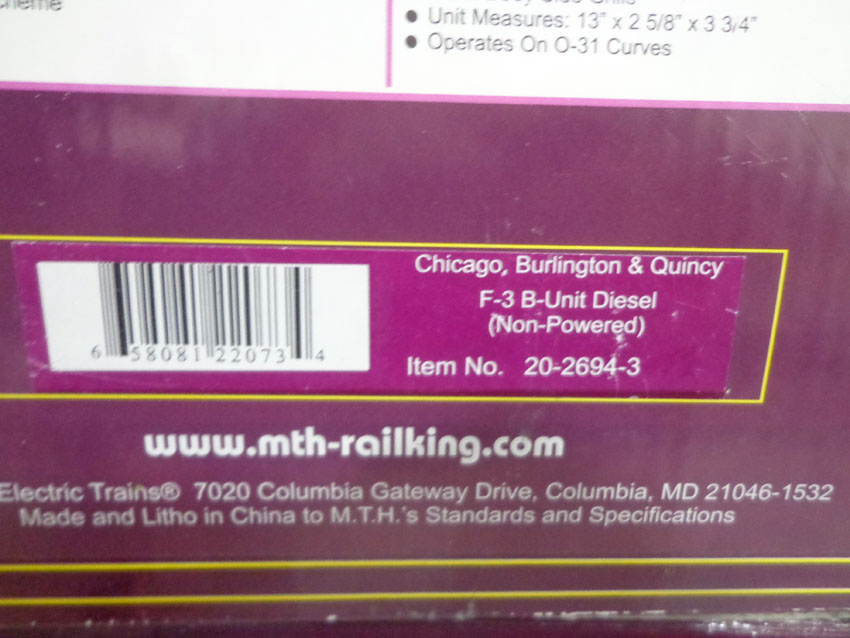 • Unit Measures: 13" x 2 5/8" x 3 3/4"
• Operates On O-31 Curves
Chicago, Burlington & Quincy
F-3 B-Unit Diesel
(Non-Powered)
Item No. 20-2694-3
6 58081 22073 4
www.mth-railking.com
Electric Trains® 7020 Columbia Gateway Drive, Columbia, MD 21046-1532
Made and Litho in China to M.T.H.'s Standards and Specifications